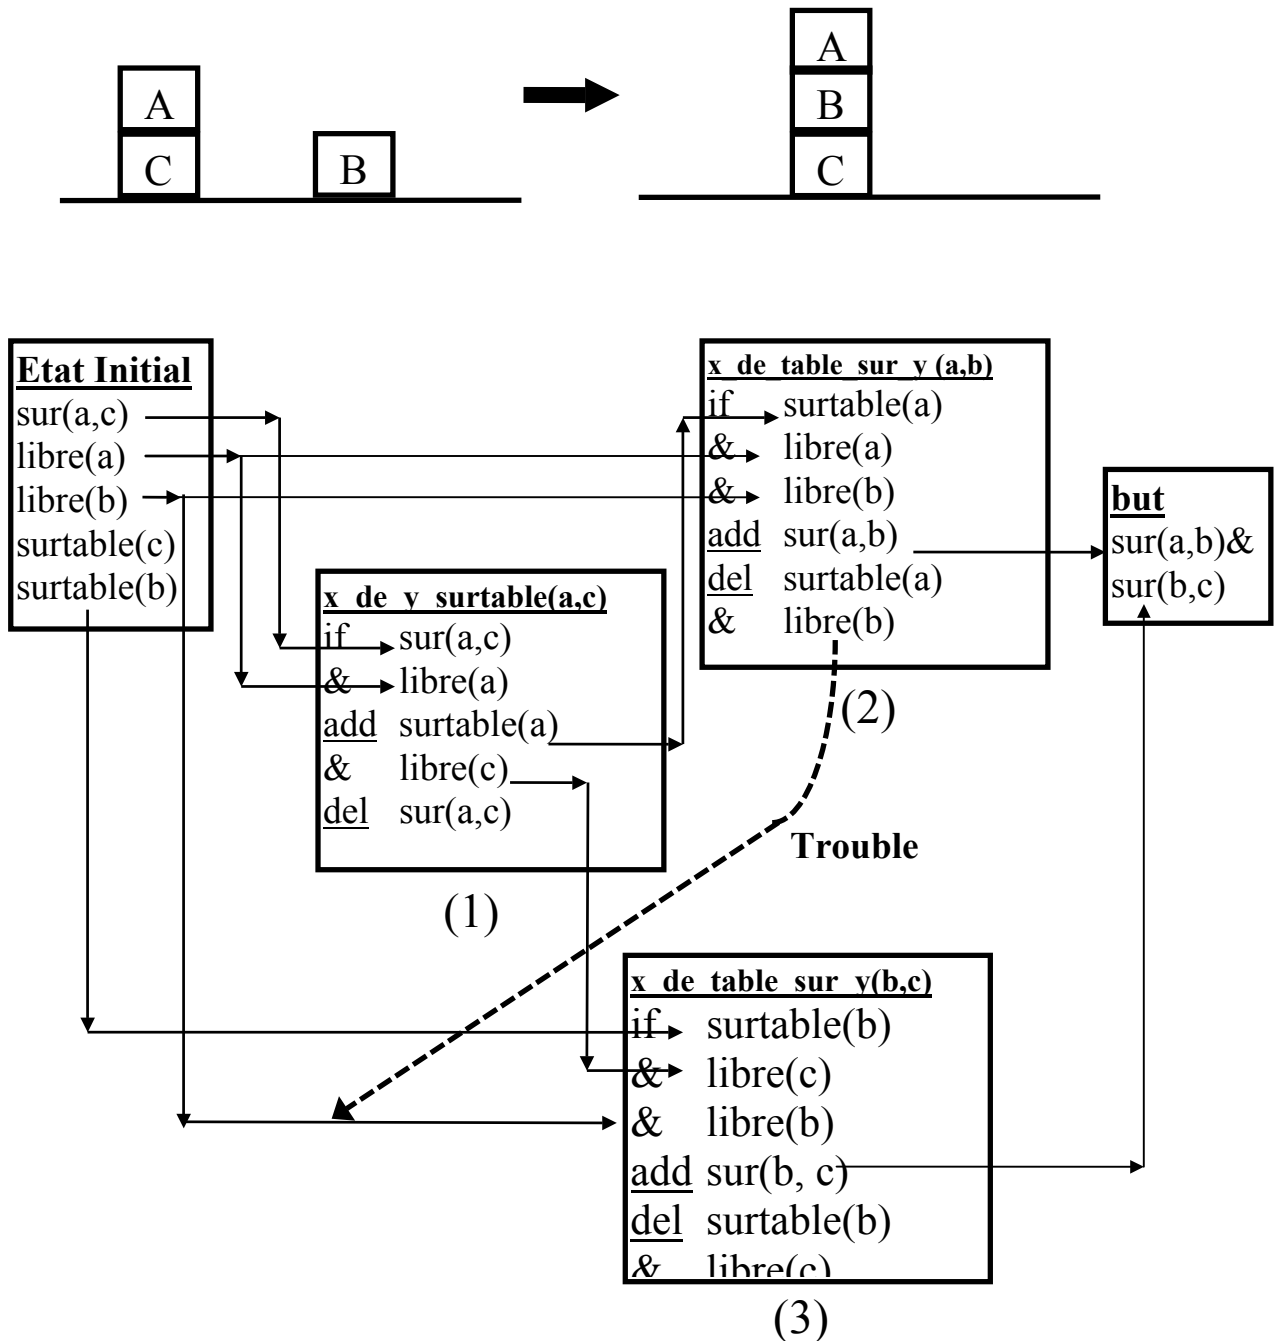 A
A
B
C
B
C
Etat Initial
sur(a,c)
libre(a)
libre(b)
surtable(c)
surtable(b)
x_de_table_sur_y (a,b)
if surtable(a)
& libre(a)
& libre(b)
add sur(a,b)
del surtable(a)
& libre(b)
(2)
but
sur(a,b)&
sur(b,c)
x_de_y_surtable(a,c)
if sur(a,c)
& libre(a)
add surtable(a)
& libre(c)
del sur(a,c)
(1)
Trouble
x_de_table_sur_y(b,c)
if surtable(b)
& libre(c)
& libre(b)
add sur(b, c)
del surtable(b)
& libre(c)
(3)